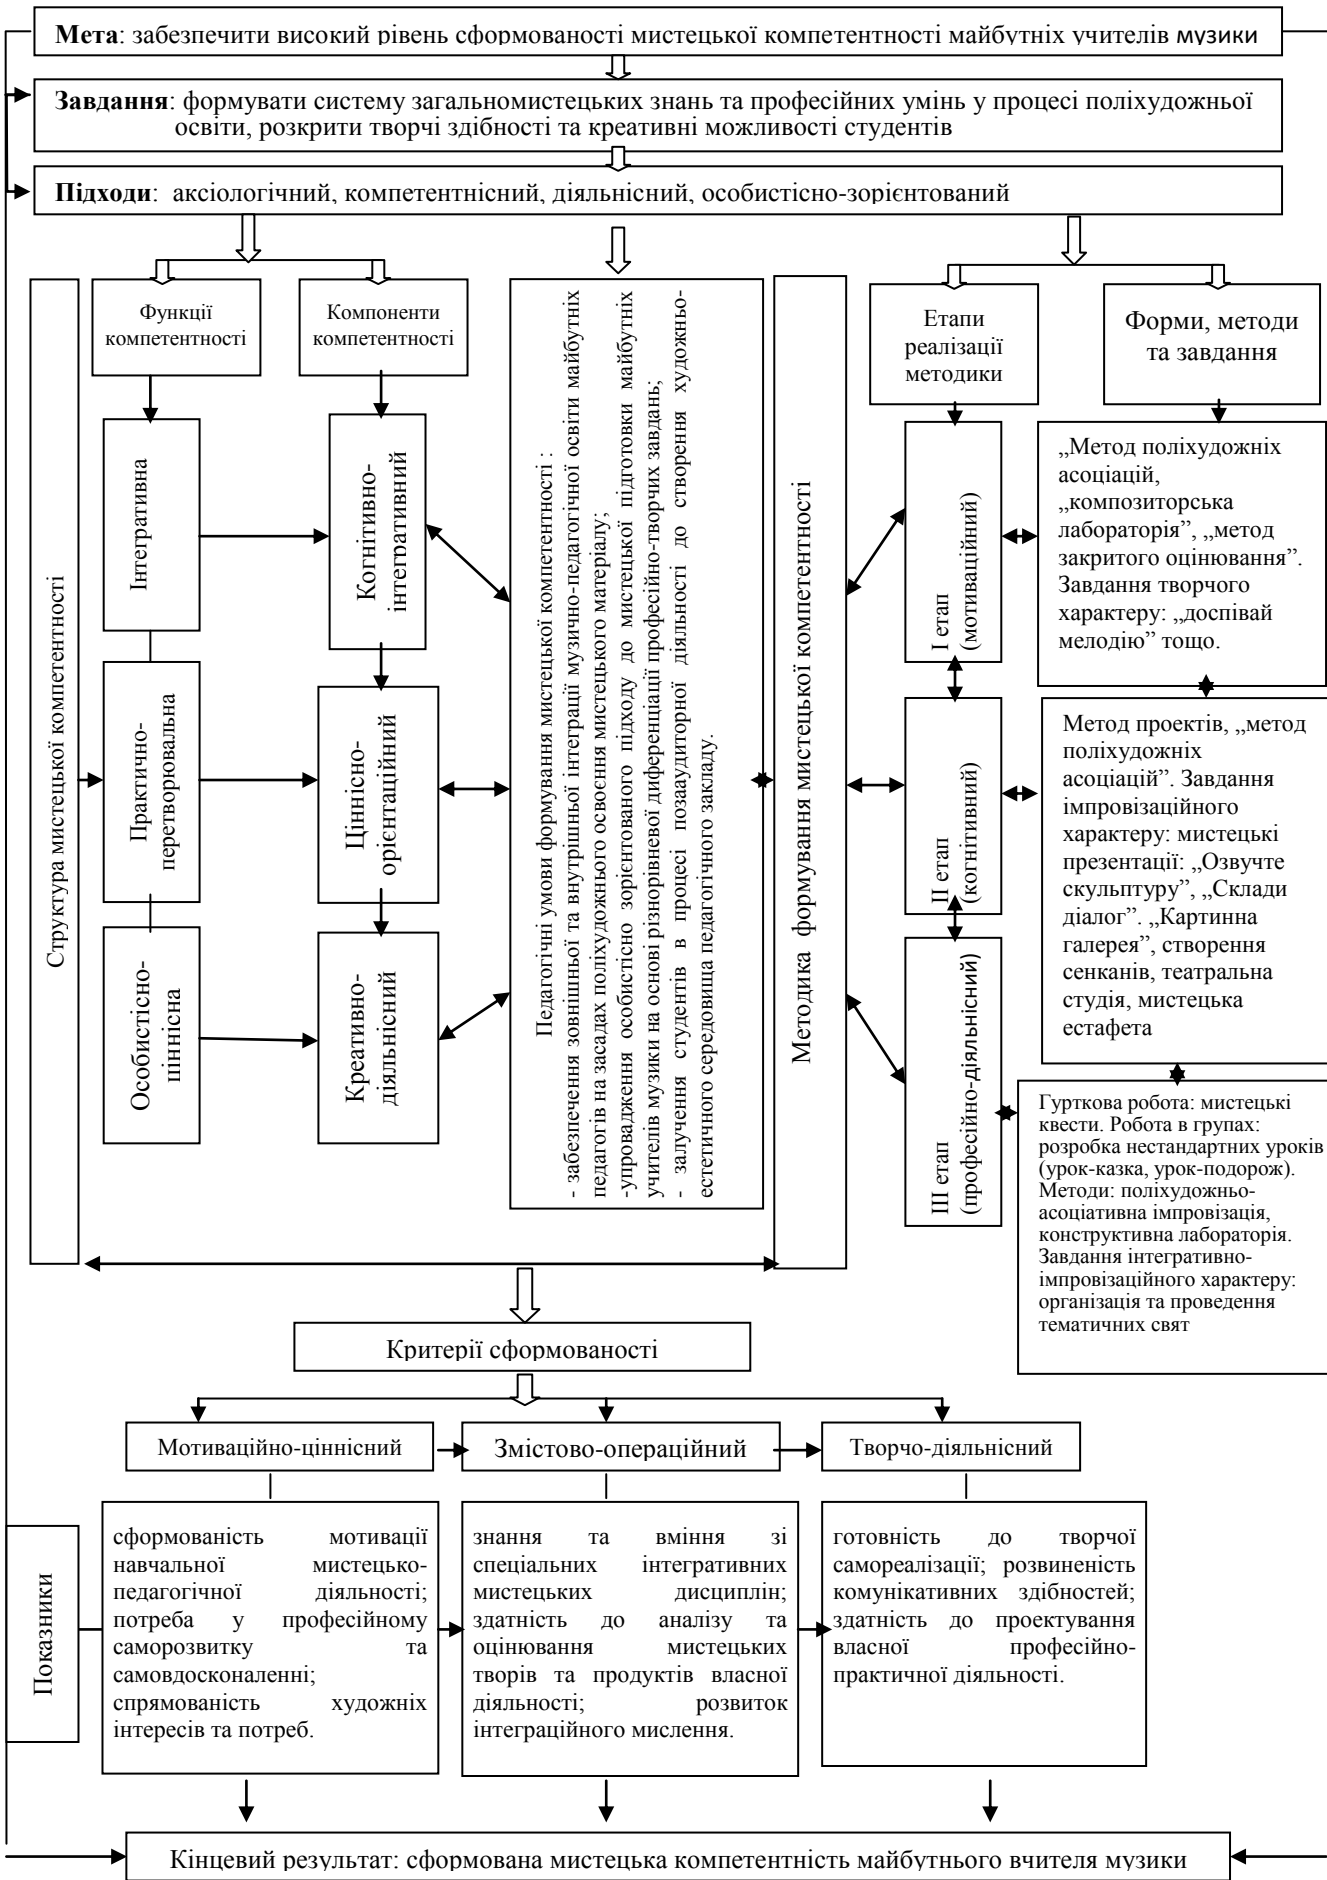 Мета: забезпечити високий рівень сформованості мистецької компетентності майбутніх учителів музики
Завдання: формувати систему загальномистецьких знань та професійних умінь у процесі поліхудожньої
освіти, розкрити творчі здібності та креативні можливості студентів
Підходи: аксіологічний, компетентнісний, діяльнісний, особистісно-зорієнтований
Структура мистецької компетентності
Функції
компетентності
Компоненти
компетентності
Інтегративна
Когнітивно-
інтегративний
Практично-
перетворювальна
Ціннісно-
орієнтаційний
Особистісно-
ціннісна
Креативно-
діяльнісний
Педагогічні умови формування мистецької компетентності :
- забезпечення зовнішньої та внутрішньої інтеграції музично-педагогічної освіти майбутніх
педагогів на засадах поліхудожнього освоєння мистецького матеріалу;
-упровадження особистісно зорієнтованого підходу до мистецької підготовки майбутніх
учителів музики на основі різнорівневої диференціації професійно-творчих завдань;
- залучення студентів в процесі позааудиторної діяльності до створення художньо-
естетичного середовища педагогічного закладу.
Методика формування мистецької компетентності
Етапи
реалізації
методики
Форми, методи
та завдання
І етап
(мотиваційний)
„Метод поліхудожніх
асоціацій,
„композиторська
лабораторія”, „метод
закритого оцінювання”.
Завдання творчого
характеру: „доспівай
мелодію” тощо.
ІІ етап
(когнітивний)
Метод проектів, „метод
поліхудожніх
асоціацій”. Завдання
імпровізаційного
характеру: мистецькі
презентації: „Озвучте
скульптуру”, „Склади
діалог”. „Картинна
галерея”, створення
сенканів, театральна
студія, мистецька
естафета
ІІІ етап
(професійно-діяльнісний)
Гурткова робота: мистецькі
квести. Робота в групах:
розробка нестандартних уроків
(урок-казка, урок-подорож).
Методи: поліхудожньо-
асоціативна імпровізація,
конструктивна лабораторія.
Завдання інтегративно-
імпровізаційного характеру:
організація та проведення
тематичних свят
Критерії сформованості
Мотиваційно-ціннісний
Змістово-операційний
Творчо-діяльнісний
Показники
сформованість мотивації
навчальної мистецько-
педагогічної діяльності;
потреба у професійному
саморозвитку та
самовдосконаленні;
спрямованість художніх
інтересів та потреб.
знання та вміння зі
спеціальних інтегративних
мистецьких дисциплін;
здатність до аналізу та
оцінювання мистецьких
творів та продуктів власної
діяльності; розвиток
інтеграційного мислення.
готовність до творчої
самореалізації; розвиненість
комунікативних здібностей;
здатність до проектування
власної професійно-
практичної діяльності.
Кінцевий результат: сформована мистецька компетентність майбутнього вчителя музики